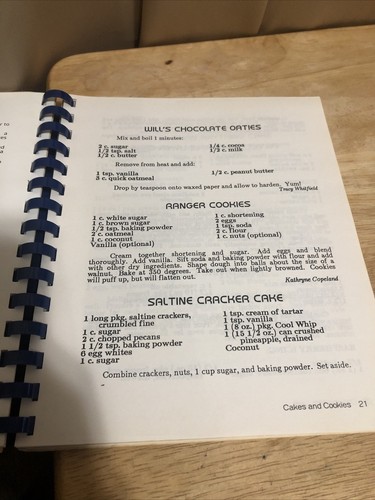 WILL'S CHOCOLATE OATIES
Mix and boil 1 minutes:
2 c. sugar
1/2 tsp. salt
1/2 c. butter
1/4 c. cocoa
1/2 c. milk
Remove from heat and add:
1 tsp. vanilla
3 c. quick oatmeal
1/2 c. peanut butter
Drop by teaspoon onto waxed paper and allow to harden. Yum!
Tracy Whitfield
RANGER COOKIES
1 c. white sugar
1 c. brown sugar
1/2 tsp. baking powder
2 c. oatmeal
1 c. coconut
Vanilla (optional)
1 c. shortening
2 eggs
1 tsp. soda
2 c. flour
1 c. nuts (optional)
Cream together shortening and sugar. Add eggs and blend
thoroughly. Add vanilla. Sift soda and baking powder with flour and add
with other dry ingredients. Shape dough into balls about the size of a
walnut. Bake at 350 degrees. Take out when lightly browned. Cookies
will puff up, but will flatten out.
Katheryne Copeland
SALTINE CRACKER CAKE
1 long pkg. saltine crackers,
crumbled fine
1 c. sugar
2 c. chopped pecans
1 1/2 tsp. baking powder
6 egg whites
1 c. sugar
1 tsp. cream of tartar
1 tsp. vanilla
1 (8 oz.) pkg. Cool Whip
1 (15 1/2 oz.) can crushed
pineapple, drained
Coconut
Combine crackers, nuts, 1 cup sugar, and baking powder. Set aside.
Cakes and Cookies 21